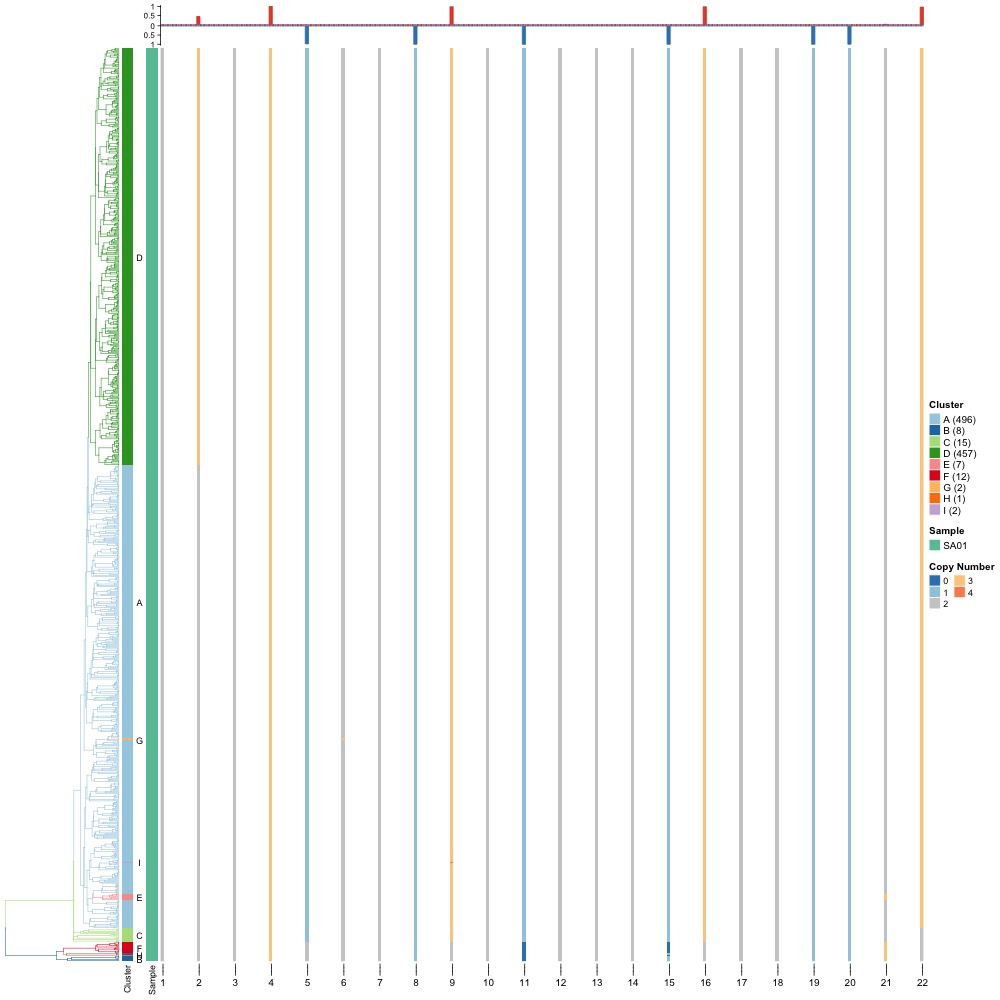 1
0.5
0
0.5
1
D
A
G
I
E
C
F
B
Cluster
A (496)
B (8)
C (15)
D (457)
E (7)
F (12)
G (2)
H (1)
I (2)
Sample
SA01
Copy Number
0 3
1 4
2
Cluster
Sample
1 2 3 4 5 6 7 8 9 10 11 12 13 14 15 16 17 18 19 20 21 22